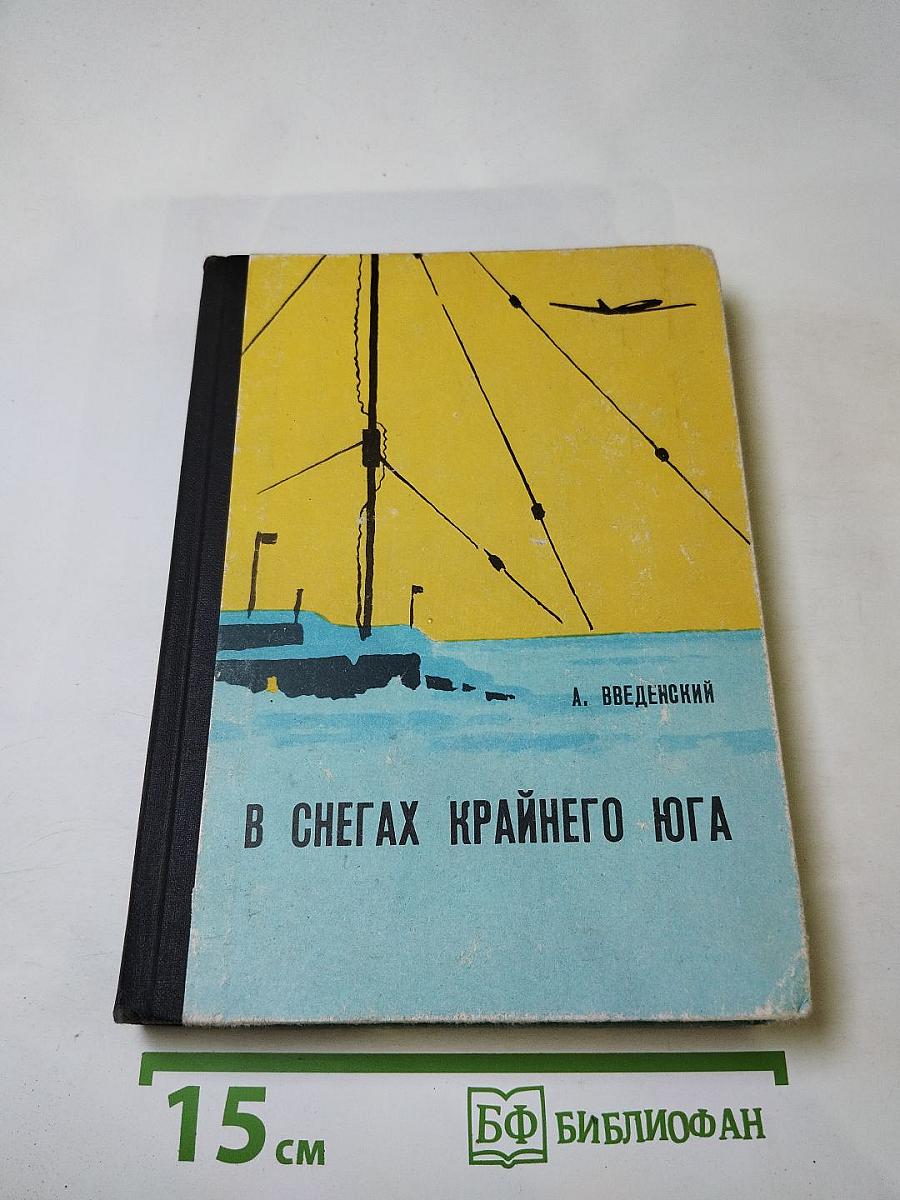 А. ВВЕДЕНСКИЙ
В СНЕГАХ КРАЙНЕГО ЮГА
15 см
БФ БИБЛИОФАН